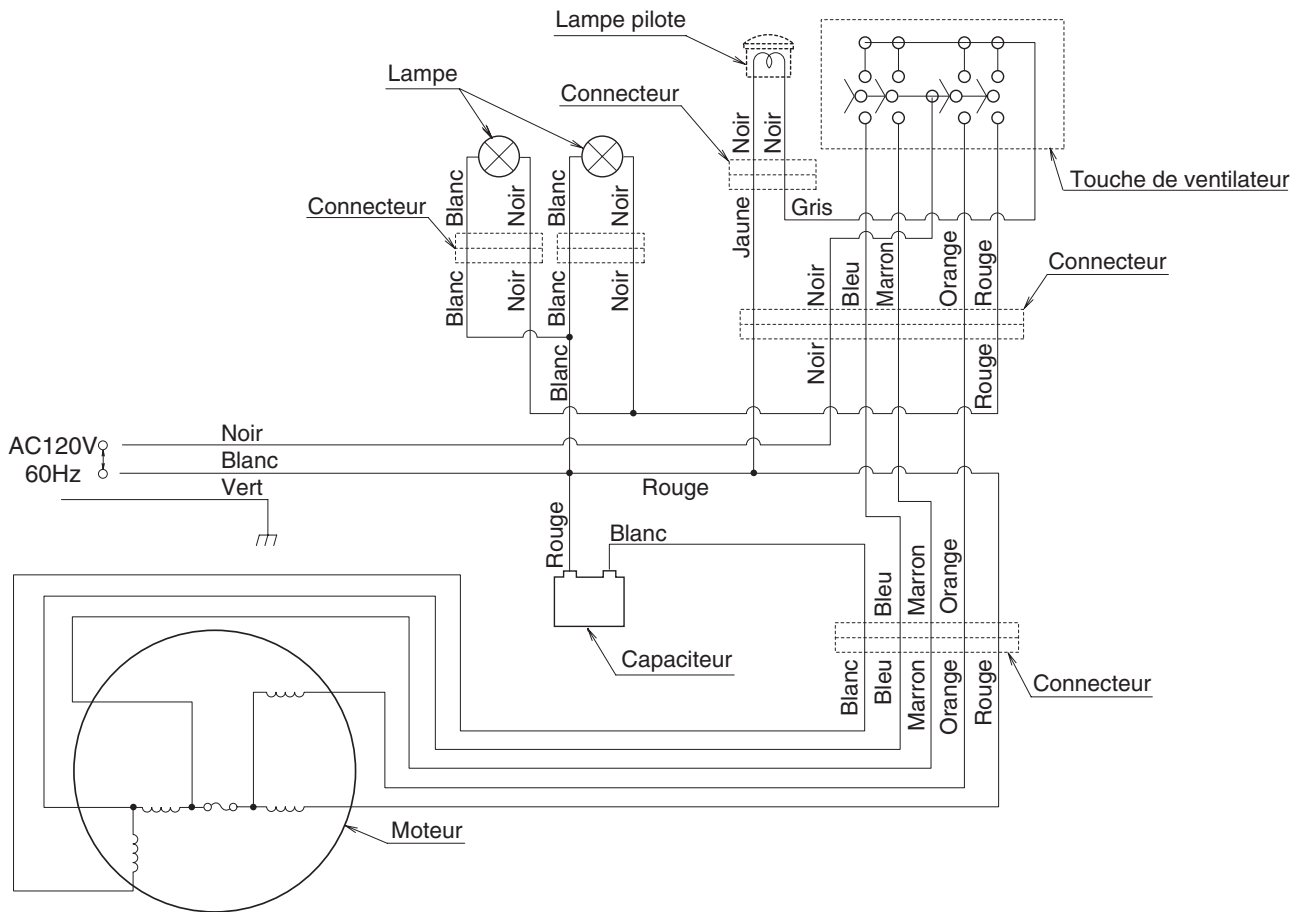 Lampe pilote
Lampe
Connecteur
Noir
Noir
Touche de ventilateur
Blanc
Noir
Blanc
Noir
Connecteur
Jaune
Gris
Connecteur
Noir
Bleu
Marron
Orange
Rouge
Blanc
Noir
Blanc
Noir
Blanc
Noir
Rouge
AC120V
60Hz
Noir
Blanc
Vert
Rouge
Rouge
Blanc
Bleu
Marron
Orange
Capaciteur
Blanc
Bleu
Marron
Orange
Rouge
Connecteur
Moteur